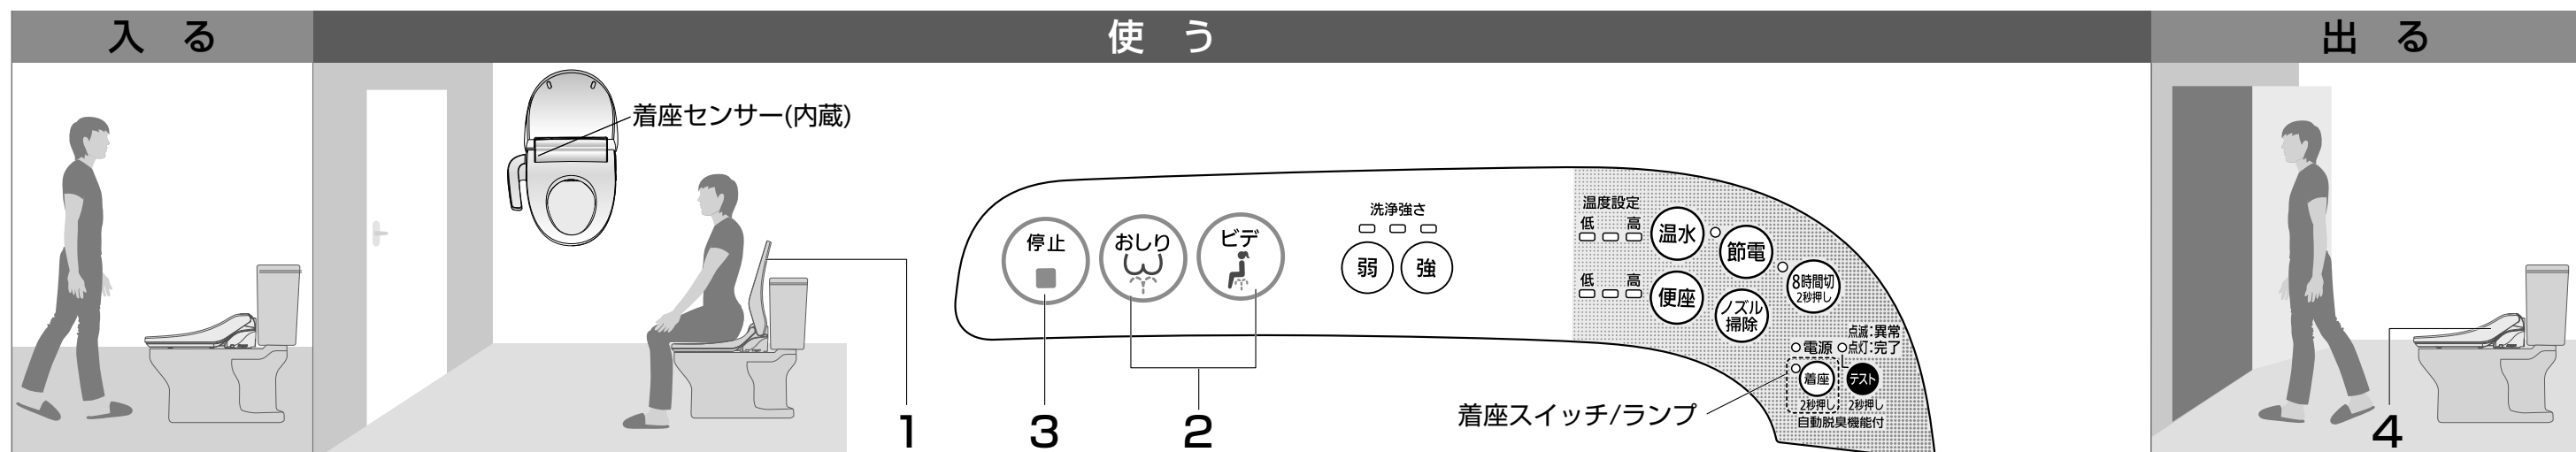 入る
使う
出る
着座センサー(内蔵)
停止
おしり
ビデ
洗浄強さ
弱
強
温度設定
低 高
温水
節電
8時間切
2秒押し
低 高
便座
ノズル
掃除
点滅:異常
電源 点灯:完了
着座
テスト
2秒押し 2秒押し
自動脱臭機能付
着座スイッチ/ランプ
1
3
2
4